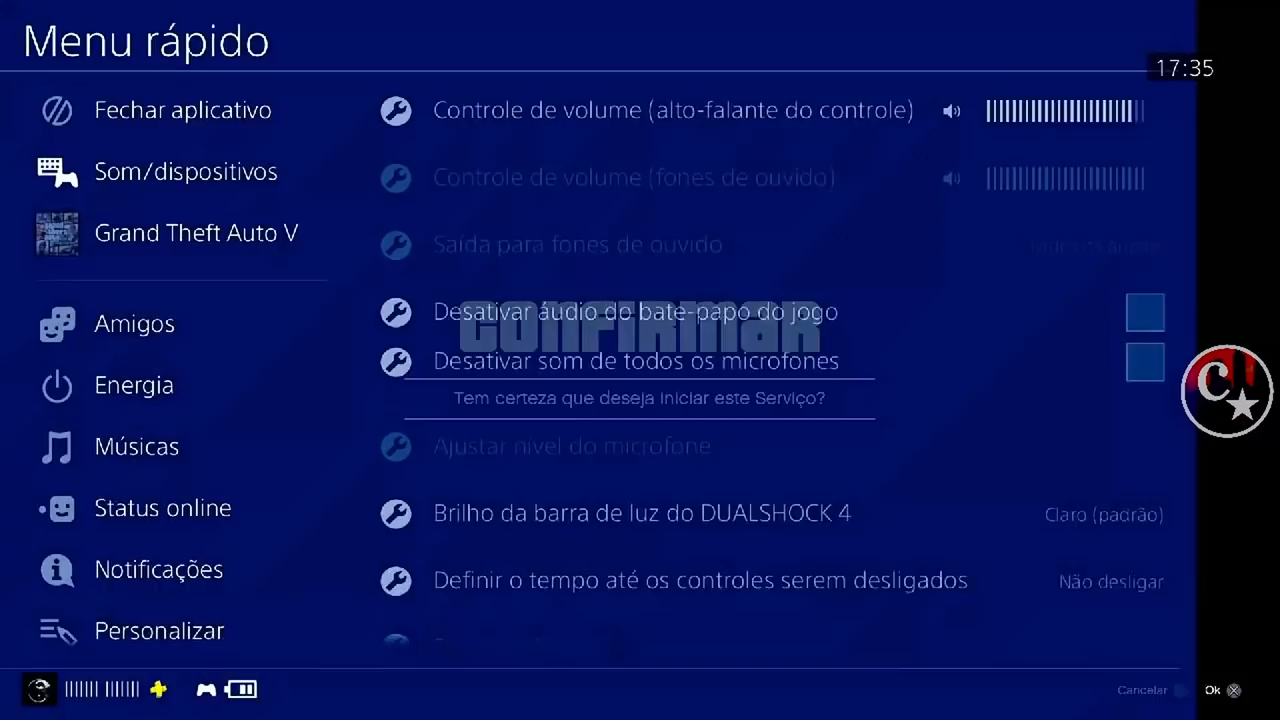 Menu rápido
17:35
Fechar aplicativo
Som/dispositivos
Grand Theft Auto V
Amigos
Energia
Músicas
Status online
Notificações
Personalizar
Controle de volume (alto-falante do controle)
Controle de volume (fones de ouvido)
Saída para fones de ouvido
Desativar áudio do bate-papo do jogo
confirmar
Desativar som de todos os microfones
Tem certeza que deseja iniciar este Serviço?
Ajustar nível do microfone
Brilho da barra de luz do DUALSHOCK 4
Claro (padrão)
Definir o tempo até os controles serem desligados
Não desligar
C
Cancelar
Ok